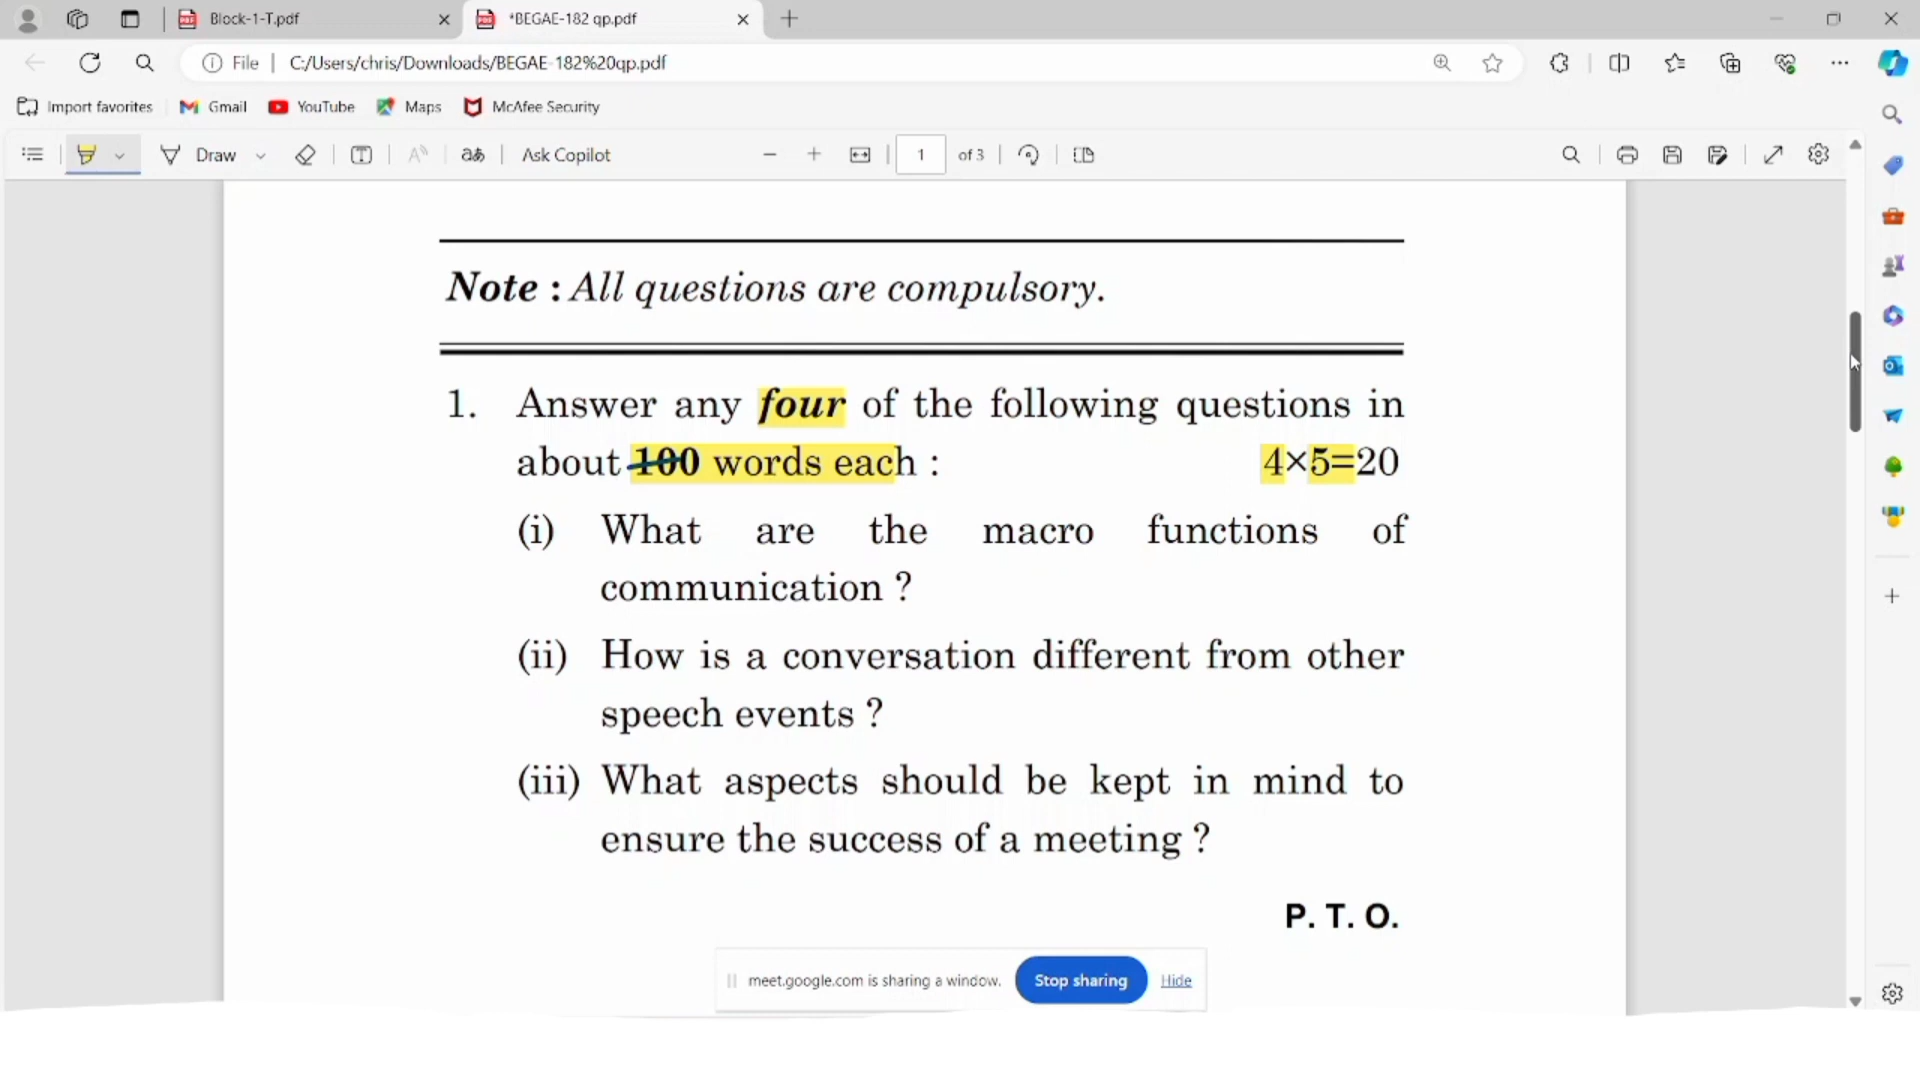 Block-1-T.pdf
*BEGAE-182 qp.pdf
File
C:/Users/chris/Downloads/BEGAE-182%20qp.pdf
Import favorites
Gmail
YouTube
Maps
McAfee Security
Draw
Ask Copilot
1
of 3
Note : All questions are compulsory.
1. Answer any four of the following questions in
about 100 words each : 4×5=20
(i) What are the macro functions of
communication ?
(ii) How is a conversation different from other
speech events ?
(iii) What aspects should be kept in mind to
ensure the success of a meeting ?
P. T. O.
meet.google.com is sharing a window.
Stop sharing
Hide